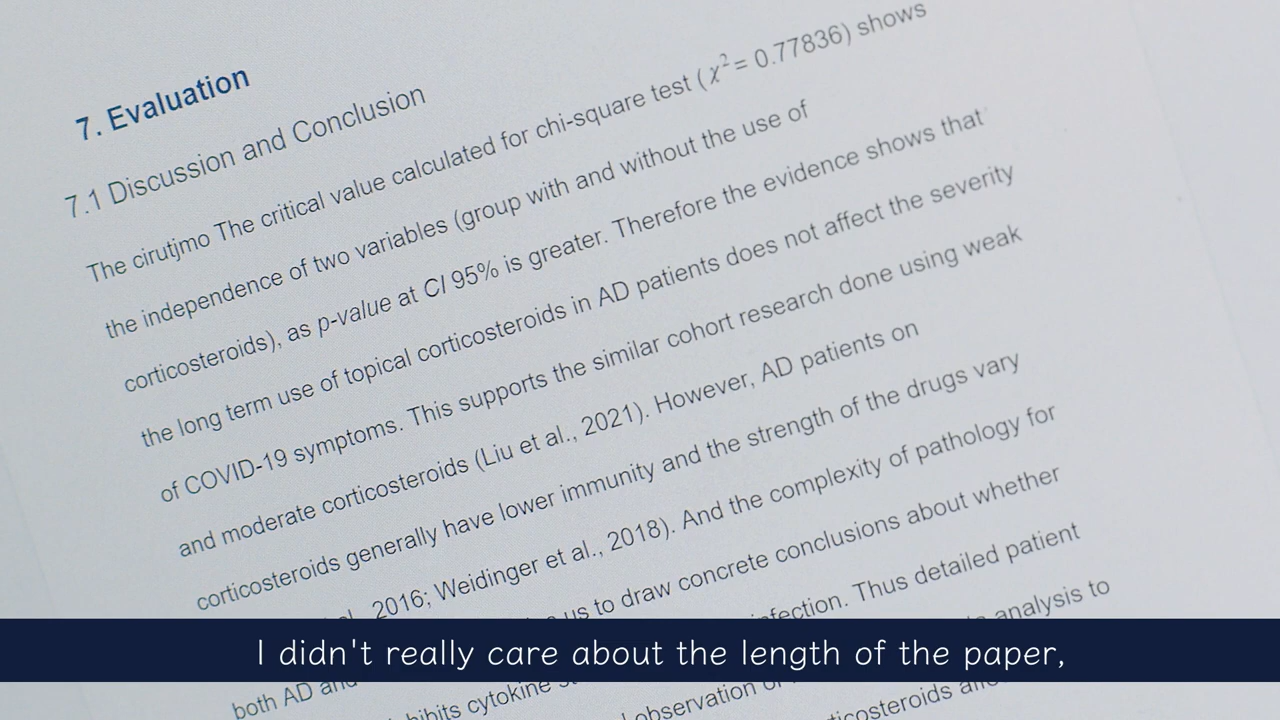 7. Evaluation
7.1 Discussion and Conclusion
The cirutjmo The critical value calculated for chi-square test (χ²= 0.77836) shows
the independence of two variables (group with and without the use of
corticosteroids), as p-value at CI 95% is greater. Therefore the evidence shows that
the long term use of topical corticosteroids in AD patients does not affect the severity
of COVID-19 symptoms. This supports the similar cohort research done using weak
and moderate corticosteroids (Liu et al., 2021). However, AD patients on
corticosteroids generally have lower immunity and the strength of the drugs vary
2016; Weidinger et al., 2018). And the complexity of pathology for
us to draw concrete conclusions about whether
infection. Thus detailed patient
both AD and analysis to
cytokine observation of
I didn't really care about the length of the paper,